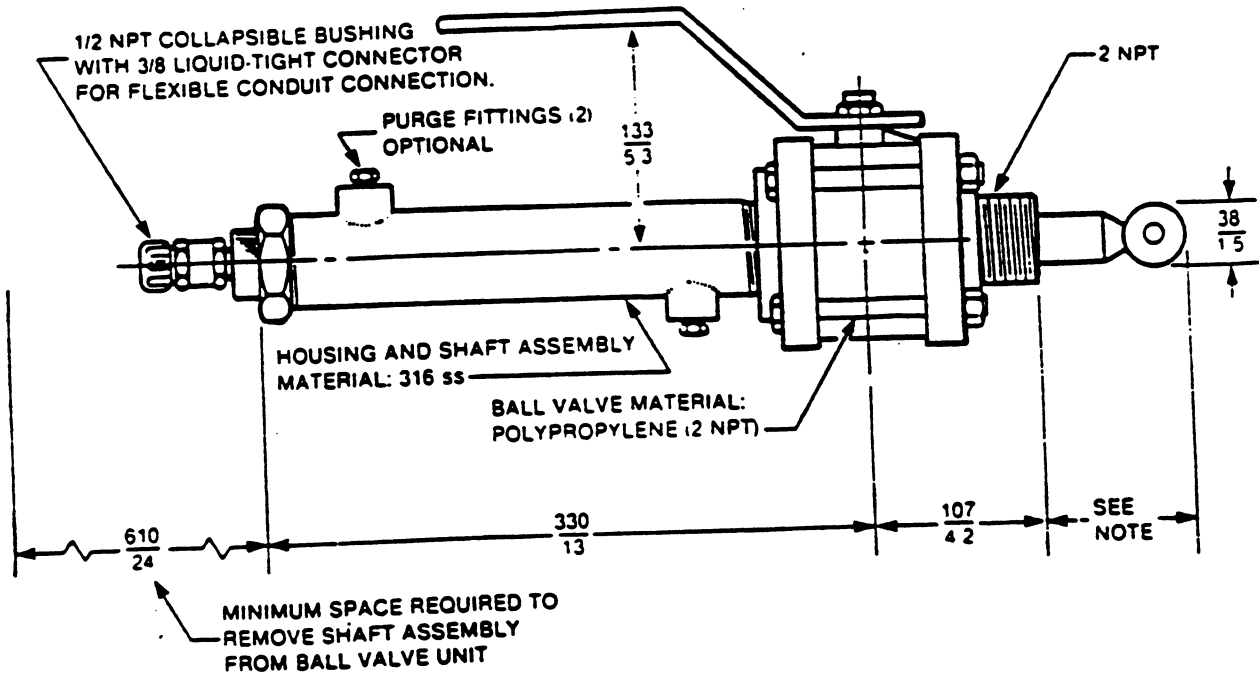 1/2 NPT COLLAPSIBLE BUSHING
WITH 3/8 LIQUID-TIGHT CONNECTOR
FOR FLEXIBLE CONDUIT CONNECTION.
PURGE FITTINGS (2)
OPTIONAL
133
5.3
2 NPT
38
1.5
HOUSING AND SHAFT ASSEMBLY
MATERIAL: 316 ss
BALL VALVE MATERIAL:
POLYPROPYLENE (2 NPT)
610
24
330
13
107
4.2
SEE
NOTE
MINIMUM SPACE REQUIRED TO
REMOVE SHAFT ASSEMBLY
FROM BALL VALVE UNIT